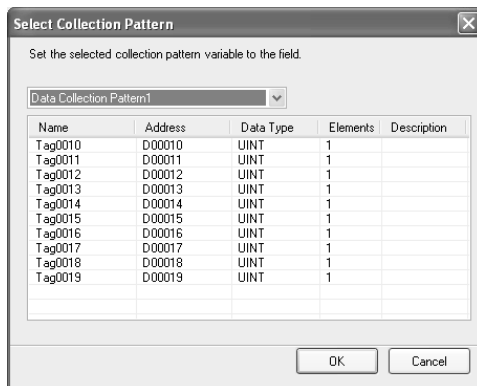 Select Collection Pattern
Set the selected collection pattern variable to the field.
Data Collection Pattern1
Name Address Data Type Elements Description
Tag0010 D00010 UINT 1
Tag0011 D00011 UINT 1
Tag0012 D00012 UINT 1
Tag0013 D00013 UINT 1
Tag0014 D00014 UINT 1
Tag0015 D00015 UINT 1
Tag0016 D00016 UINT 1
Tag0017 D00017 UINT 1
Tag0018 D00018 UINT 1
Tag0019 D00019 UINT 1
OK Cancel